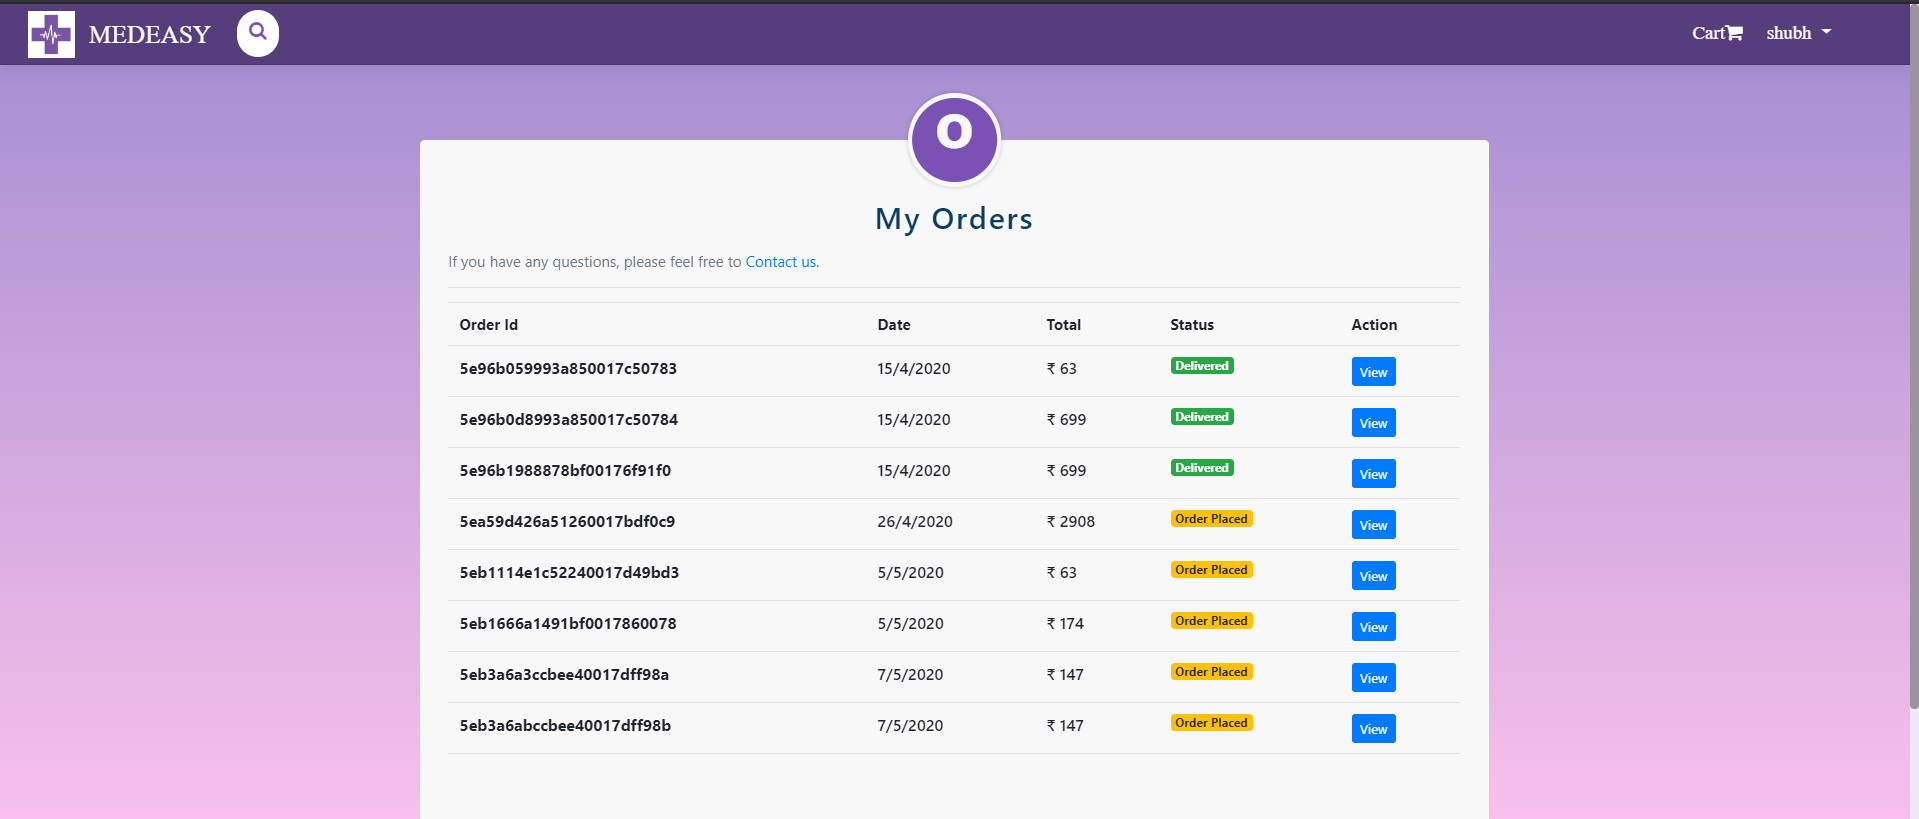 MEDEASY Cart shubh
O
My Orders
If you have any questions, please feel free to Contact us.
Order Id Date Total Status Action
5e96b059993a850017c50783 15/4/2020 ₹ 63 Delivered View
5e96b0d8993a850017c50784 15/4/2020 ₹ 699 Delivered View
5e96b1988878bf00176f91f0 15/4/2020 ₹ 699 Delivered View
5ea59d426a51260017bdf0c9 26/4/2020 ₹ 2908 Order Placed View
5eb1114e1c52240017d49bd3 5/5/2020 ₹ 63 Order Placed View
5eb1666a1491bf0017860078 5/5/2020 ₹ 174 Order Placed View
5eb3a6a3ccbee40017dff98a 7/5/2020 ₹ 147 Order Placed View
5eb3a6abccbee40017dff98b 7/5/2020 ₹ 147 Order Placed View